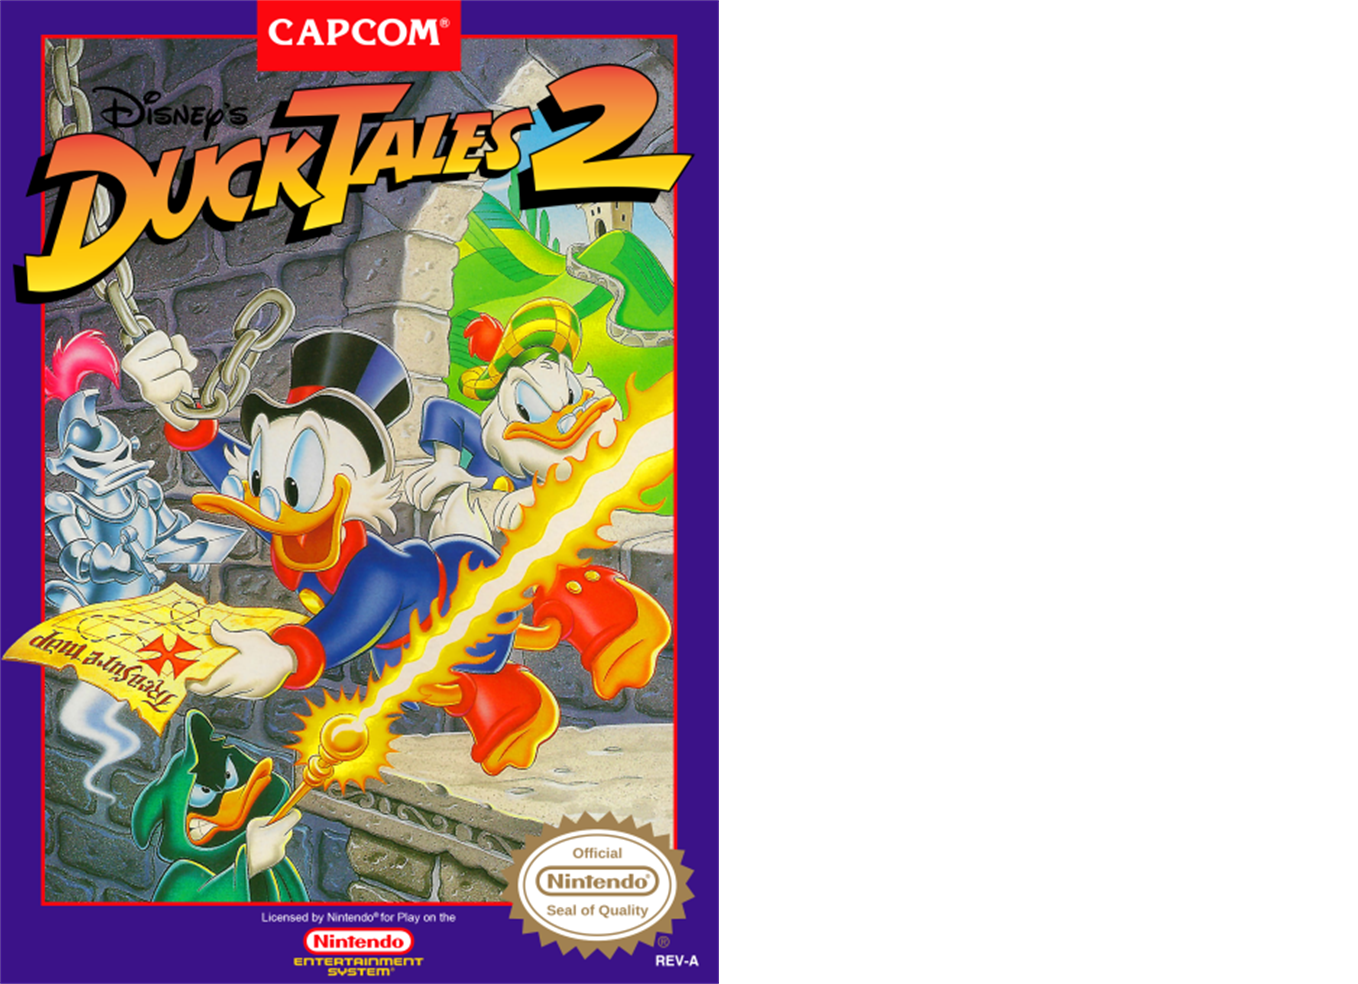 CAPCOM®
DISNEY'S
DUCKTALES 2
Treasure map
Official
Nintendo®
Seal of Quality
®
Licensed by Nintendo® for Play on the
Nintendo®
ENTERTAINMENT
SYSTEM®
REV-A